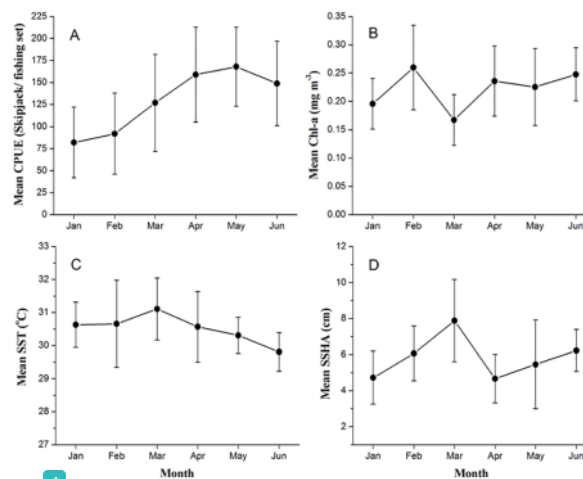 A
Mean CPUE (Skipjack/ fishing set)
225
200
175
150
125
100
75
50
25
0
Jan Feb Mar Apr May Jun
B
Mean Chl-a (mg m-3)
0.35
0.30
0.25
0.20
0.15
0.10
0.05
0.00
Jan Feb Mar Apr May Jun
C
Mean SST (°C)
33
32
31
30
29
28
27
Jan Feb Mar Apr May Jun
Month
D
Mean SSHA (cm)
12
10
8
6
4
2
Jan Feb Mar Apr May Jun
Month